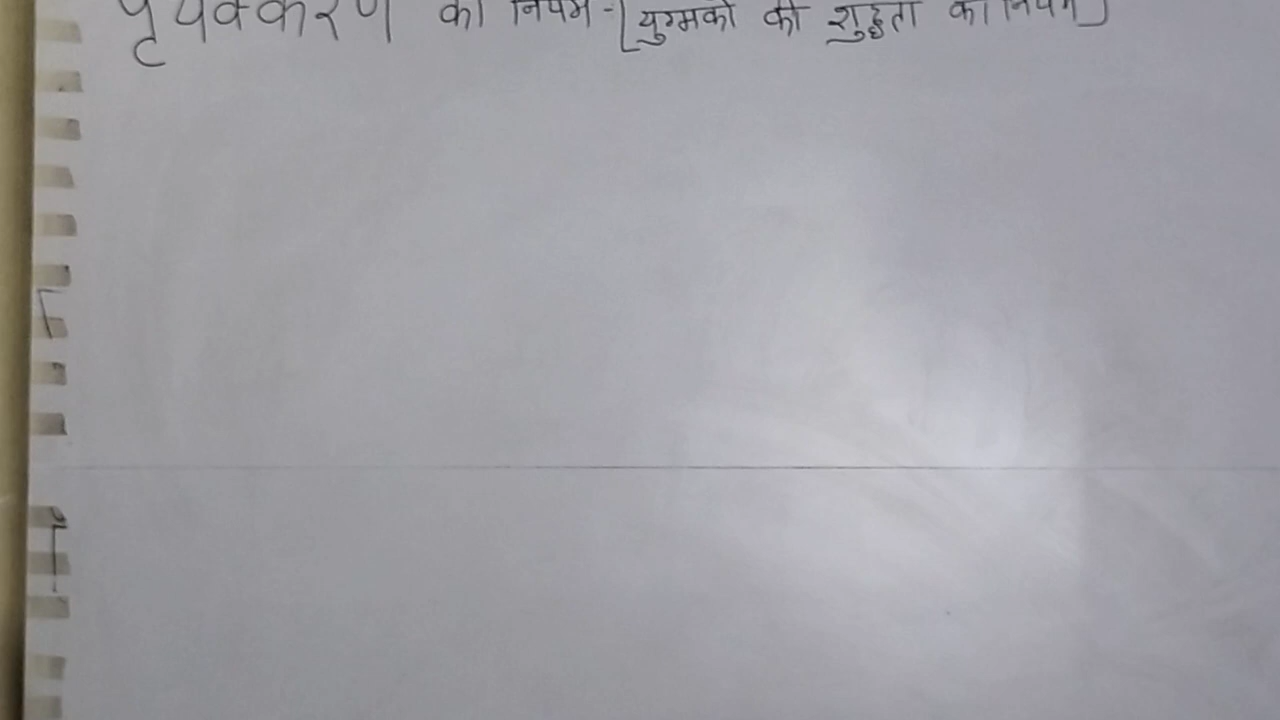 पृथक्करण का नियम-[युग्मकों की शुद्धता का नियम]